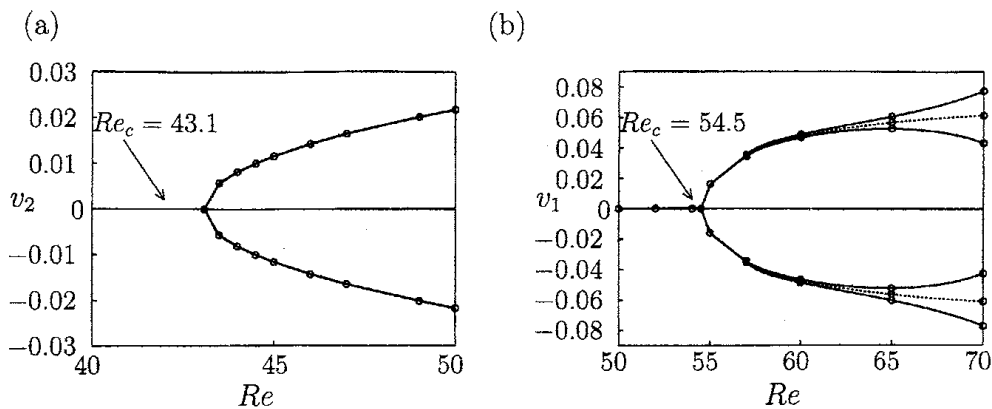 (a)
0.03
0.02
0.01
0
−0.01
−0.02
−0.03
v₂
Re_c = 43.1
40 45 50
Re
(b)
0.08
0.06
0.04
0.02
0
−0.02
−0.04
−0.06
−0.08
v₁
Re_c = 54.5
50 55 60 65 70
Re